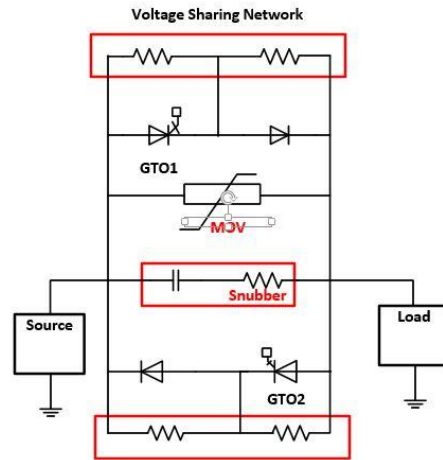 Voltage Sharing Network
GTO1
MOV
Snubber
Source
Load
GTO2